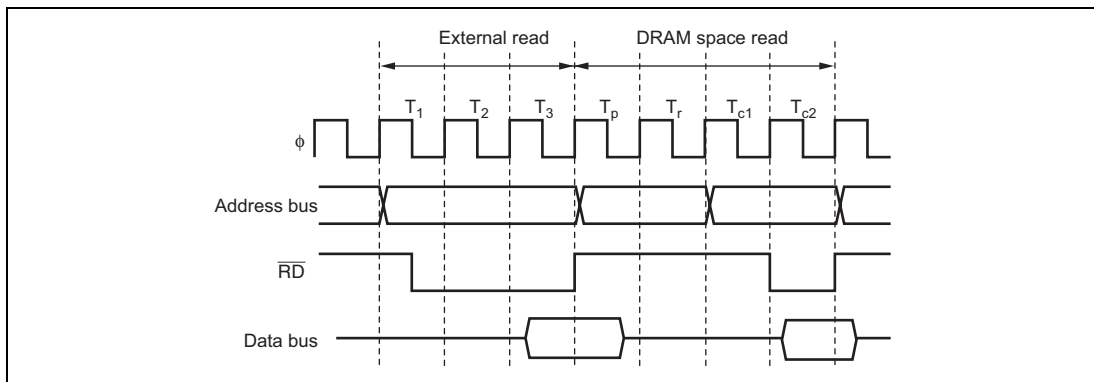 External read DRAM space read
T1 T2 T3 Tp Tr Tc1 Tc2
ϕ
Address bus
RD
Data bus